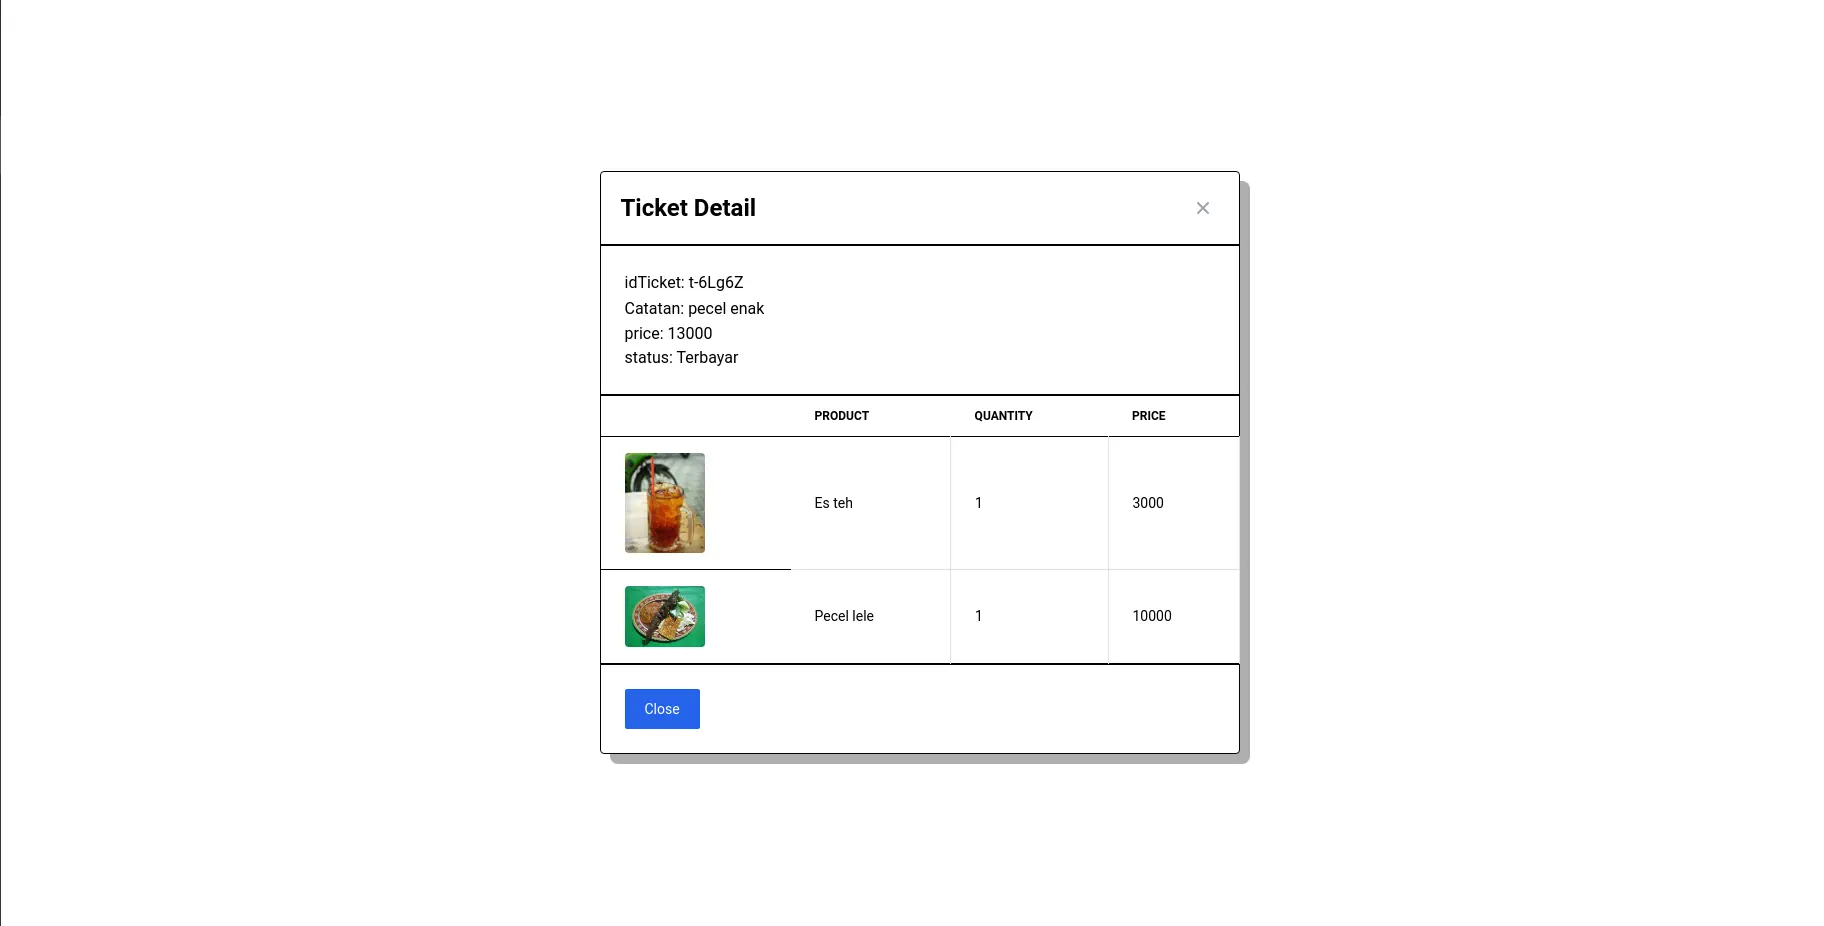 Ticket Detail
idTicket: t-6Lg6Z
Catatan: pecel enak
price: 13000
status: Terbayar
PRODUCT QUANTITY PRICE
Es teh 1 3000
Pecel lele 1 10000
Close